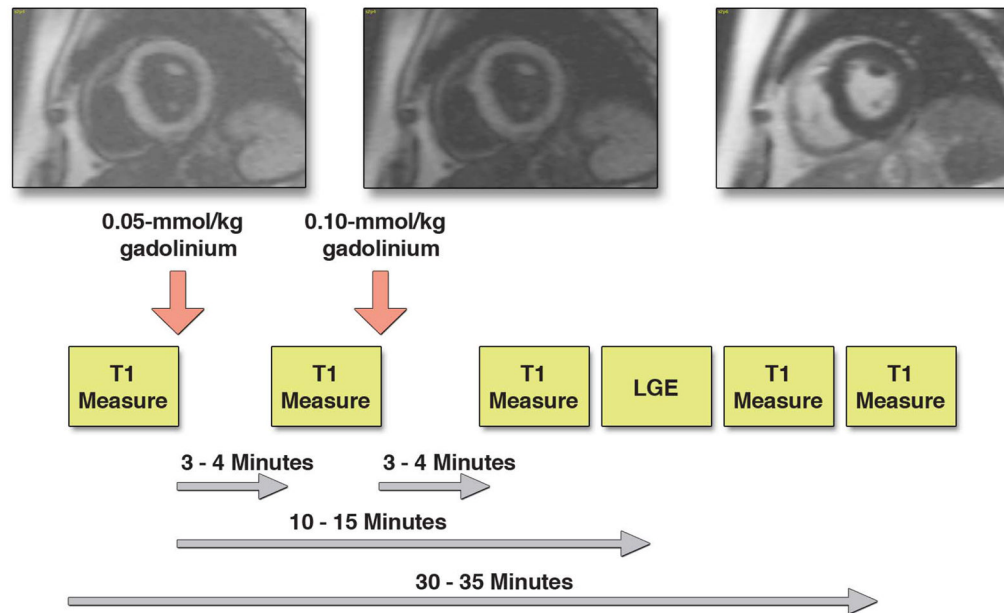 0.05-mmol/kg
gadolinium
0.10-mmol/kg
gadolinium
T1
Measure
T1
Measure
T1
Measure
LGE
T1
Measure
T1
Measure
3 - 4 Minutes
3 - 4 Minutes
10 - 15 Minutes
30 - 35 Minutes